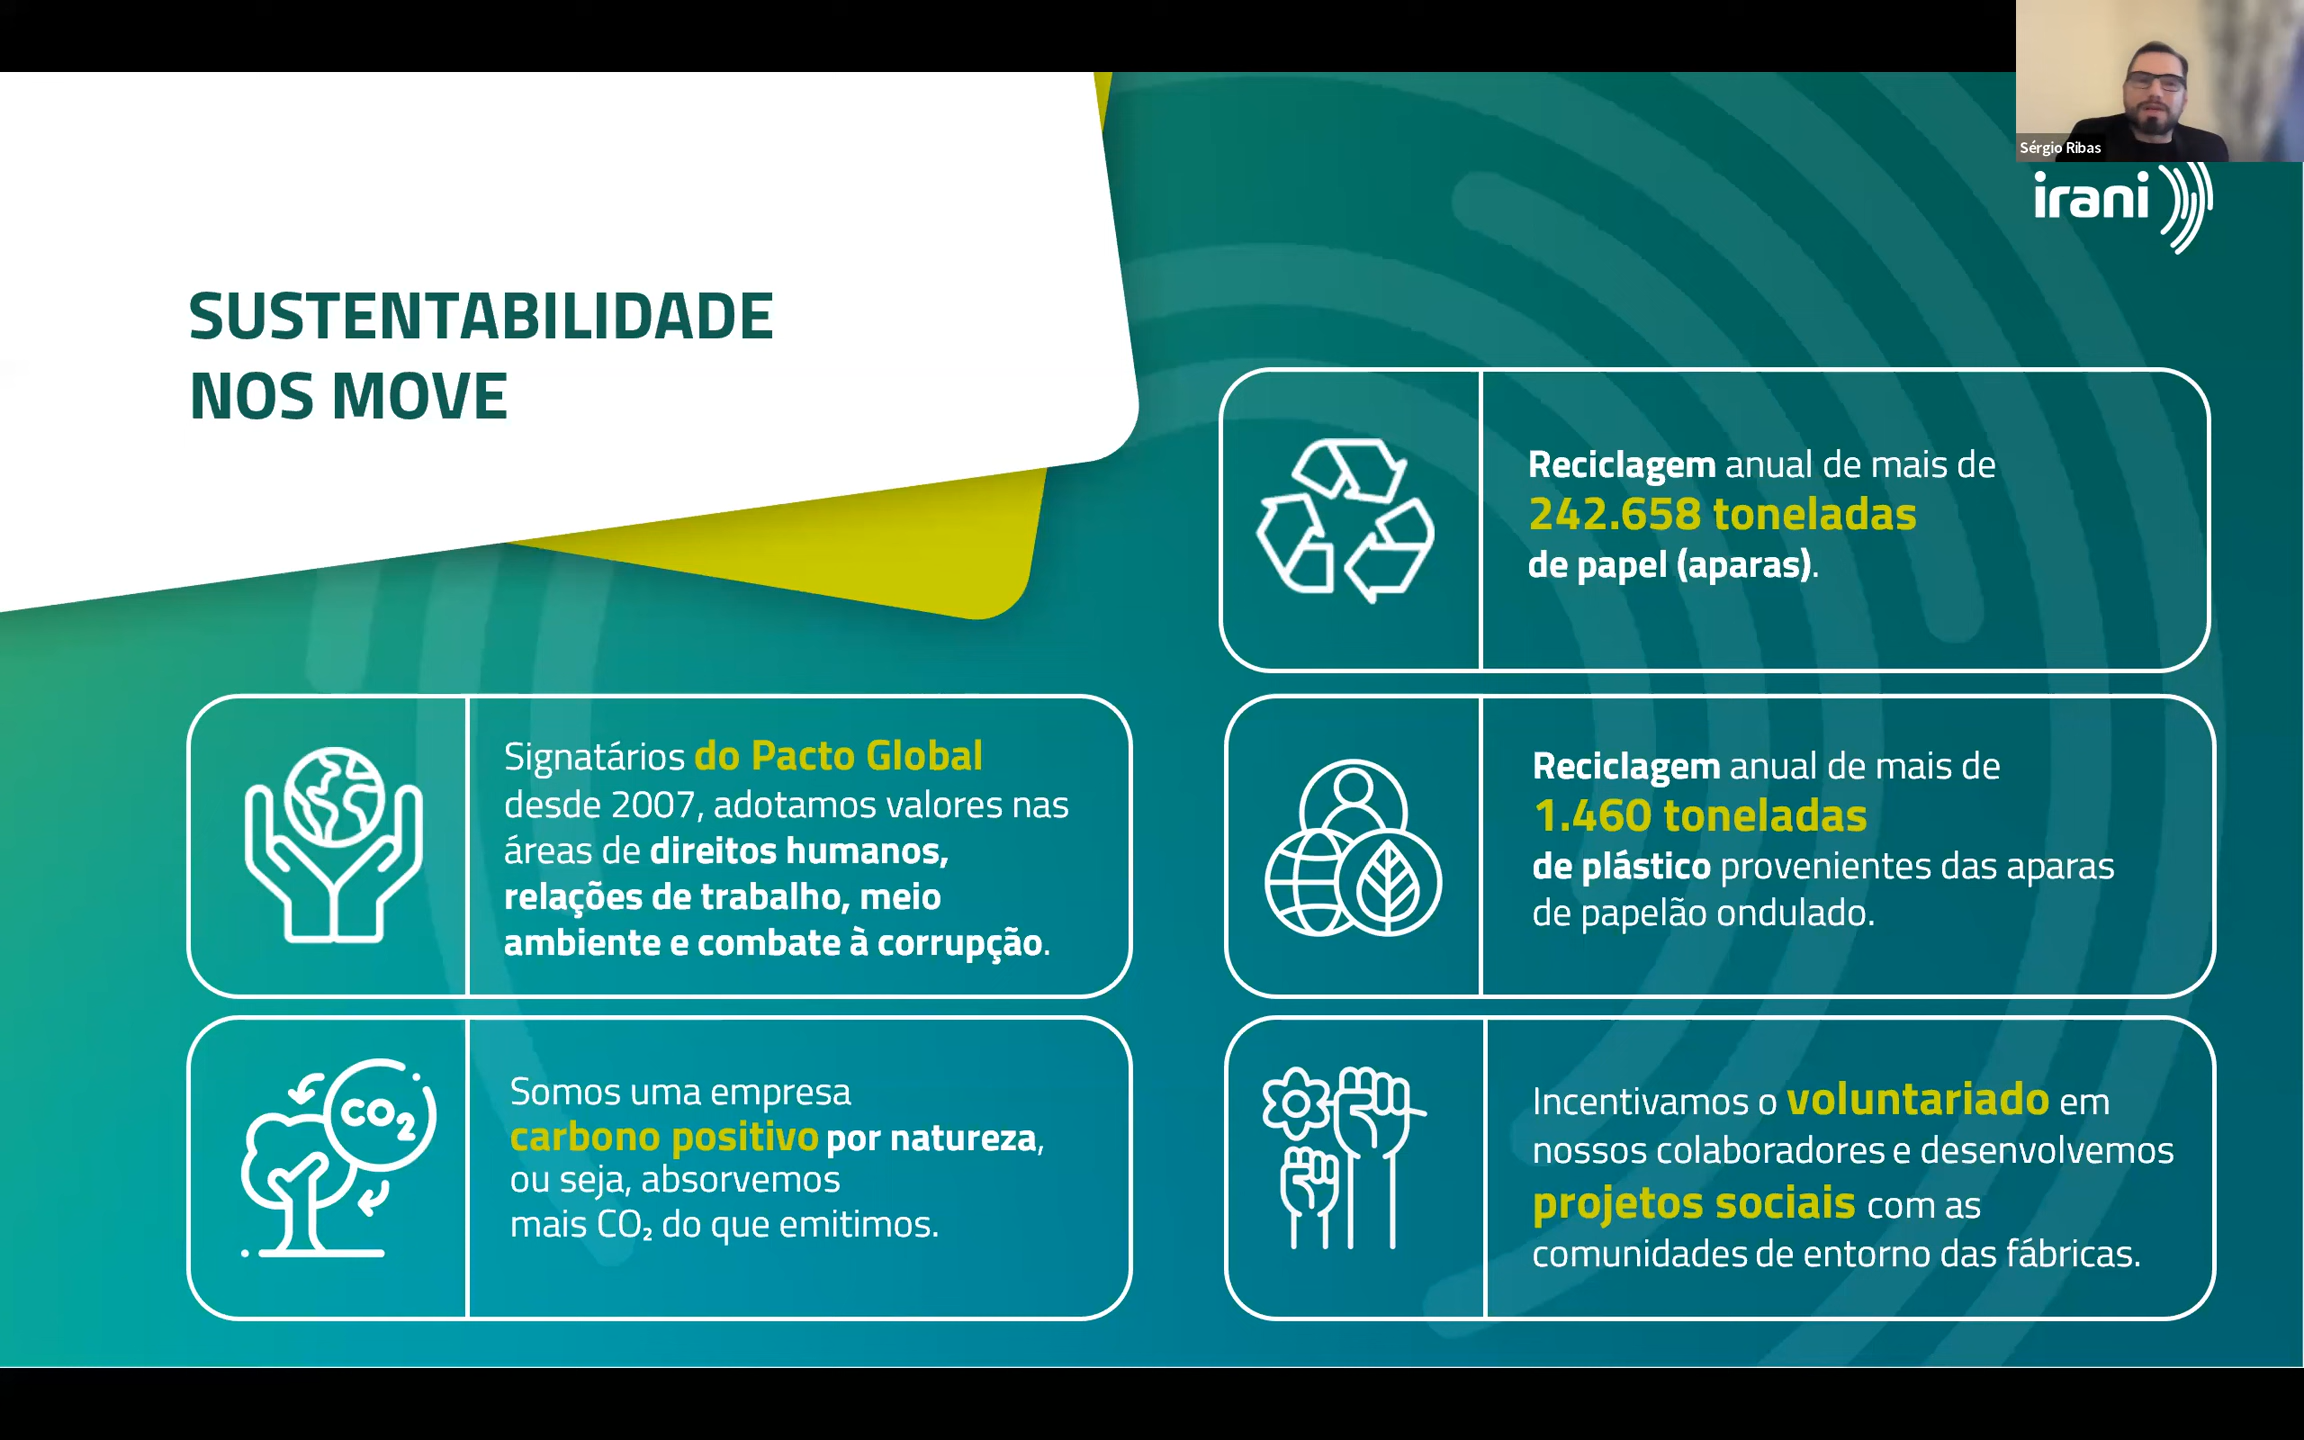 Sérgio Ribas
irani
SUSTENTABILIDADE
NOS MOVE
Reciclagem anual de mais de
242.658 toneladas
de papel (aparas).
Signatários do Pacto Global
desde 2007, adotamos valores nas
áreas de direitos humanos,
relações de trabalho, meio
ambiente e combate à corrupção.
Reciclagem anual de mais de
1.460 toneladas
de plástico provenientes das aparas
de papelão ondulado.
CO₂
Somos uma empresa
carbono positivo por natureza,
ou seja, absorvemos
mais CO₂ do que emitimos.
Incentivamos o voluntariado em
nossos colaboradores e desenvolvemos
projetos sociais com as
comunidades de entorno das fábricas.